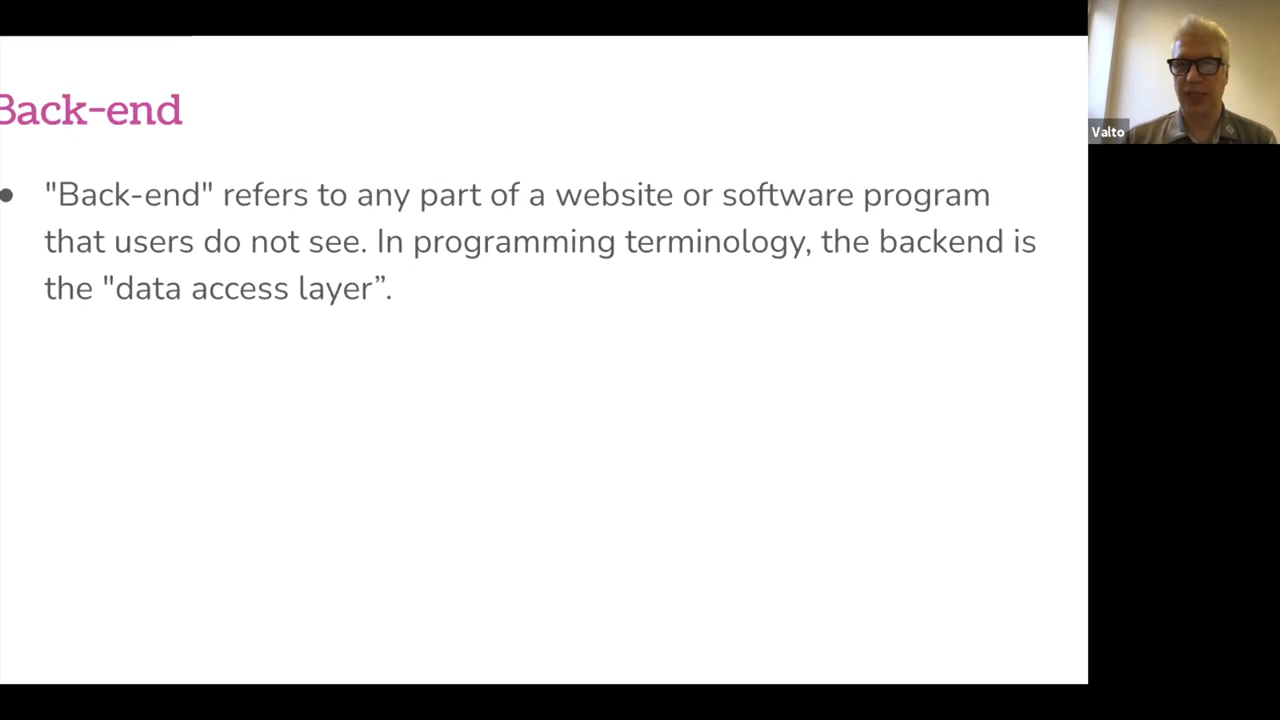 Back-end
"Back-end" refers to any part of a website or software program
that users do not see. In programming terminology, the backend is
the "data access layer”.
Valto